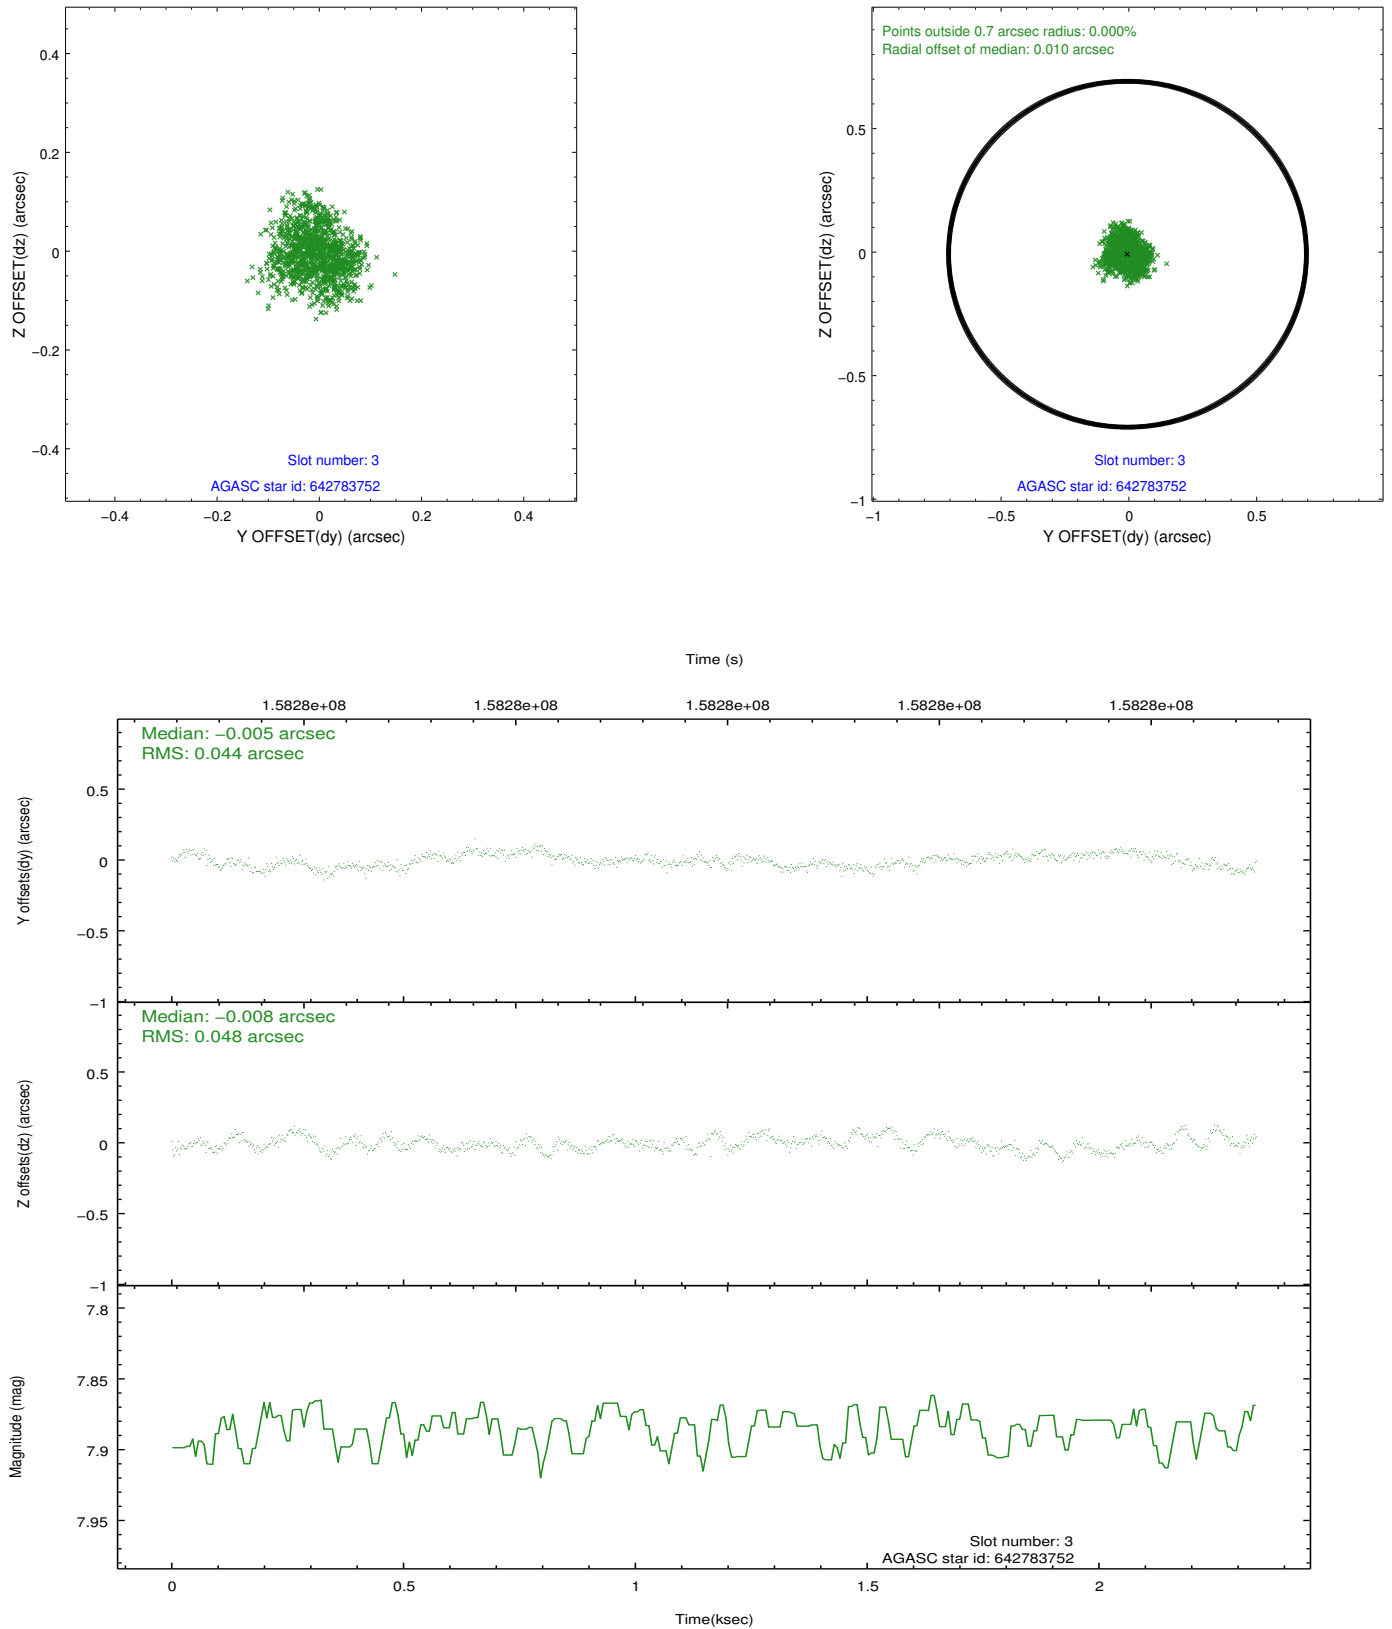 0.4
0.2
0
−0.2
−0.4
Z OFFSET(dz) (arcsec)
Slot number: 3
AGASC star id: 642783752
−0.4 −0.2 0 0.2 0.4
Y OFFSET(dy) (arcsec)
Points outside 0.7 arcsec radius: 0.000%
Radial offset of median: 0.010 arcsec
0.5
0
−0.5
−1
Z OFFSET(dz) (arcsec)
Slot number: 3
AGASC star id: 642783752
−1 −0.5 0 0.5
Y OFFSET(dy) (arcsec)
Time (s)
1.5828e+08 1.5828e+08 1.5828e+08 1.5828e+08 1.5828e+08
Median: −0.005 arcsec
RMS: 0.044 arcsec
0.5
0
−0.5
−1
Y offsets(dy) (arcsec)
Median: −0.008 arcsec
RMS: 0.048 arcsec
0.5
0
−0.5
−1
Z offsets(dz) (arcsec)
7.8
7.85
7.9
7.95
Magnitude (mag)
Slot number: 3
AGASC star id: 642783752
0 0.5 1 1.5 2
Time(ksec)